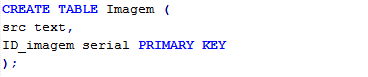 CREATE TABLE Imagem (
src text,
ID_imagem serial PRIMARY KEY
);